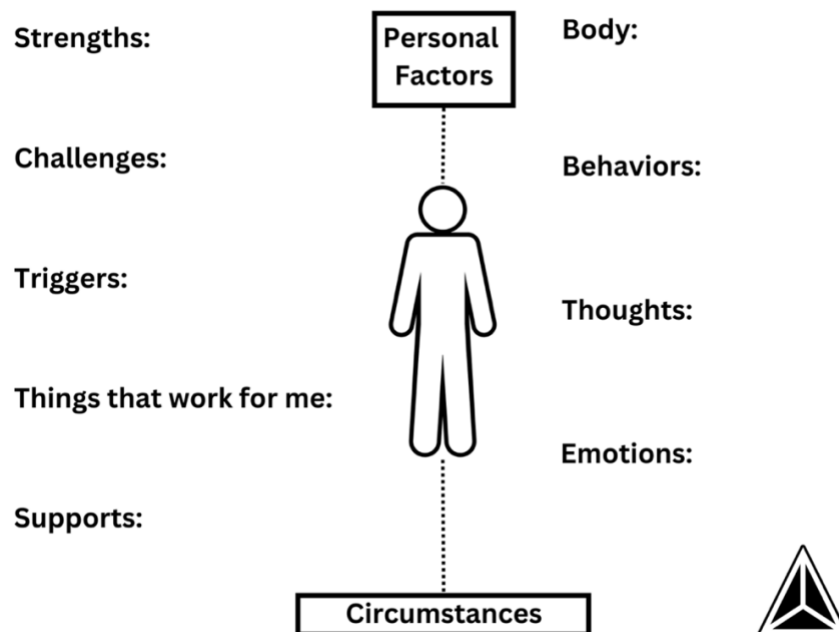 Strengths:
Challenges:
Triggers:
Things that work for me:
Supports:
Personal
Factors
Circumstances
Body:
Behaviors:
Thoughts:
Emotions: